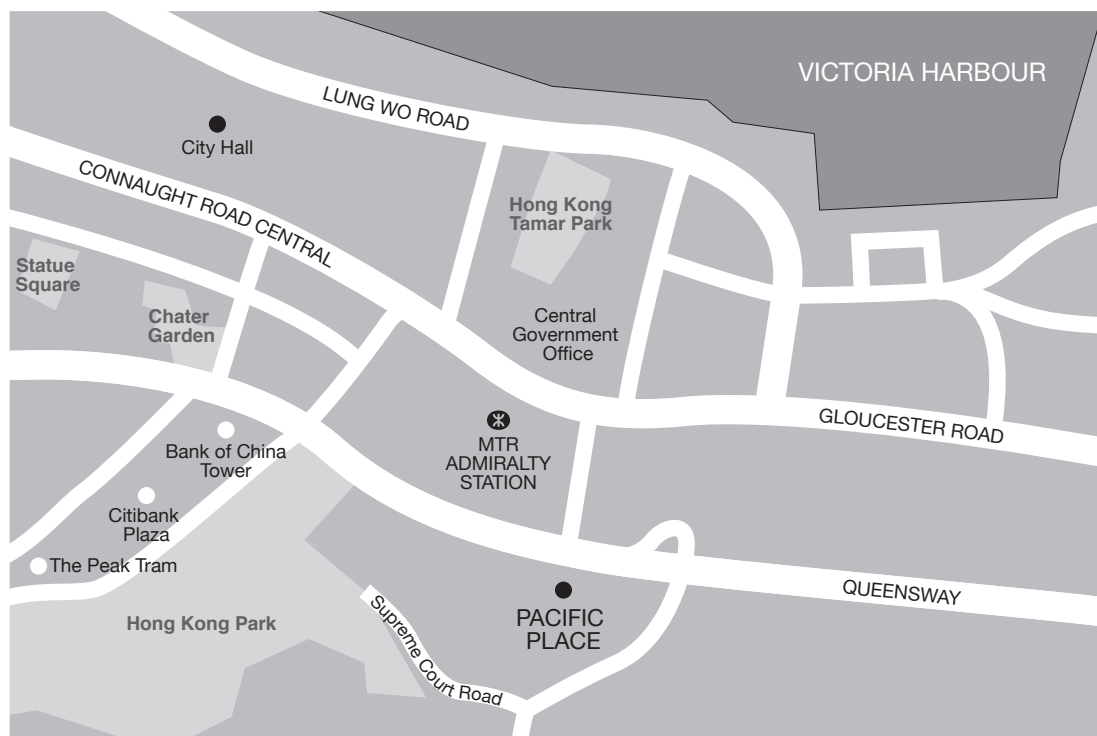 VICTORIA HARBOUR
LUNG WO ROAD
City Hall
CONNAUGHT ROAD CENTRAL
Hong Kong
Tamar Park
Statue
Square
Chater
Garden
Central
Government
Office
GLOUCESTER ROAD
MTR
ADMIRALTY
STATION
Bank of China
Tower
Citibank
Plaza
The Peak Tram
QUEENSWAY
PACIFIC
PLACE
Supreme Court Road
Hong Kong Park